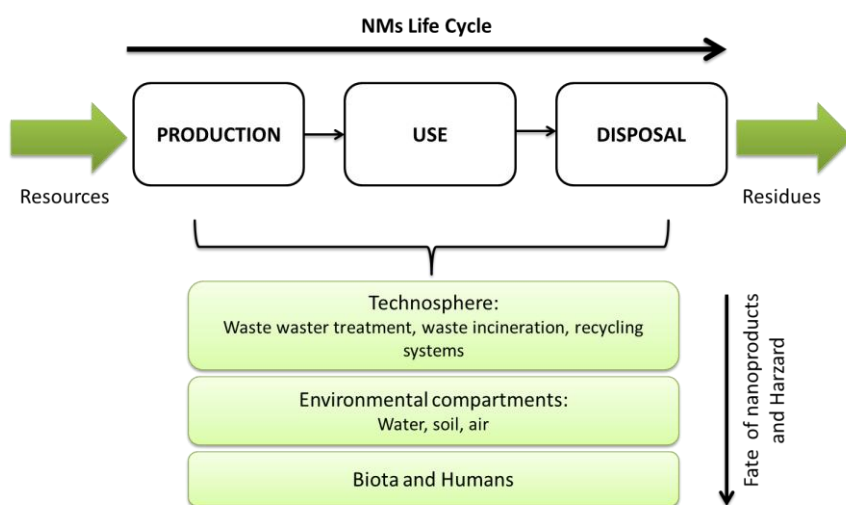 NMs Life Cycle
PRODUCTION
USE
DISPOSAL
Resources
Residues
Technosphere:
Waste waster treatment, waste incineration, recycling
systems
Environmental compartments:
Water, soil, air
Biota and Humans
Fate of nanoproducts
and Harzard